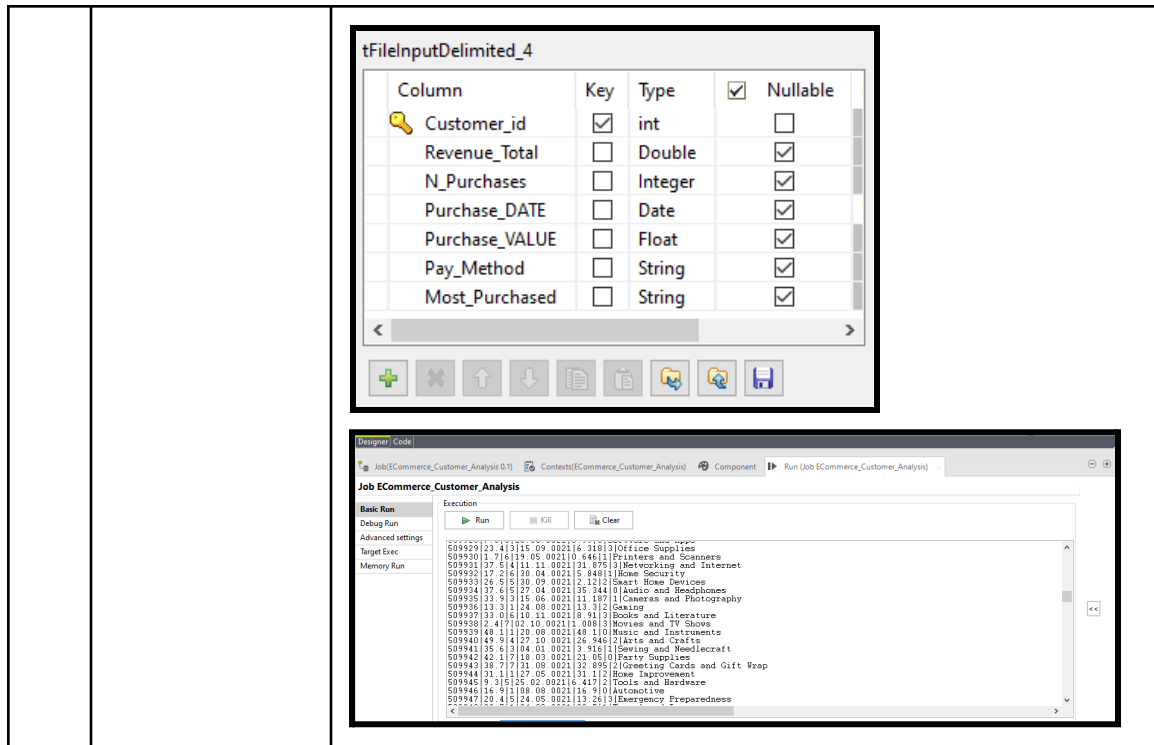 tFileInputDelimited_4
Column Key Type Nullable
Customer_id int
Revenue_Total Double
N_Purchases Integer
Purchase_DATE Date
Purchase_VALUE Float
Pay_Method String
Most_Purchased String
Designer Code
Job(ECommerce_Customer_Analysis 0.1) Contexts(ECommerce_Customer_Analysis) Component Run (Job ECommerce_Customer_Analysis)
Job ECommerce_Customer_Analysis
Basic Run
Debug Run
Advanced settings
Target Exec
Memory Run
Execution
Run Kill Clear
509929|23.4|3|15.09.0021|6.318|3|Office Supplies
509930|1.7|6|19.05.0021|0.646|1|Printers and Scanners
509931|37.5|4|11.11.0021|31.875|3|Networking and Internet
509932|17.2|6|30.04.0021|5.848|1|Home Security
509933|26.5|5|30.09.0021|2.12|2|Smart Home Devices
509934|37.6|5|27.04.0021|35.344|0|Audio and Headphones
509935|33.9|3|15.06.0021|11.187|1|Cameras and Photography
509936|13.3|1|24.08.0021|13.3|2|Gaming
509937|33.0|6|10.11.0021|8.91|3|Books and Literature
509938|2.4|7|02.10.0021|1.008|3|Movies and TV Shows
509939|48.1|1|20.08.0021|48.1|0|Music and Instruments
509940|49.9|4|27.10.0021|26.946|2|Arts and Crafts
509941|35.6|3|04.01.0021|3.916|1|Sewing and Needlecraft
509942|42.1|7|18.03.0021|21.05|0|Party Supplies
509943|38.7|7|31.08.0021|32.895|2|Greeting Cards and Gift Wrap
509944|31.1|1|27.05.0021|31.1|2|Home Improvement
509945|9.3|5|25.02.0021|6.417|2|Tools and Hardware
509946|16.9|1|08.08.0021|16.9|0|Automotive
509947|20.4|5|24.05.0021|13.26|3|Emergency Preparedness
<<